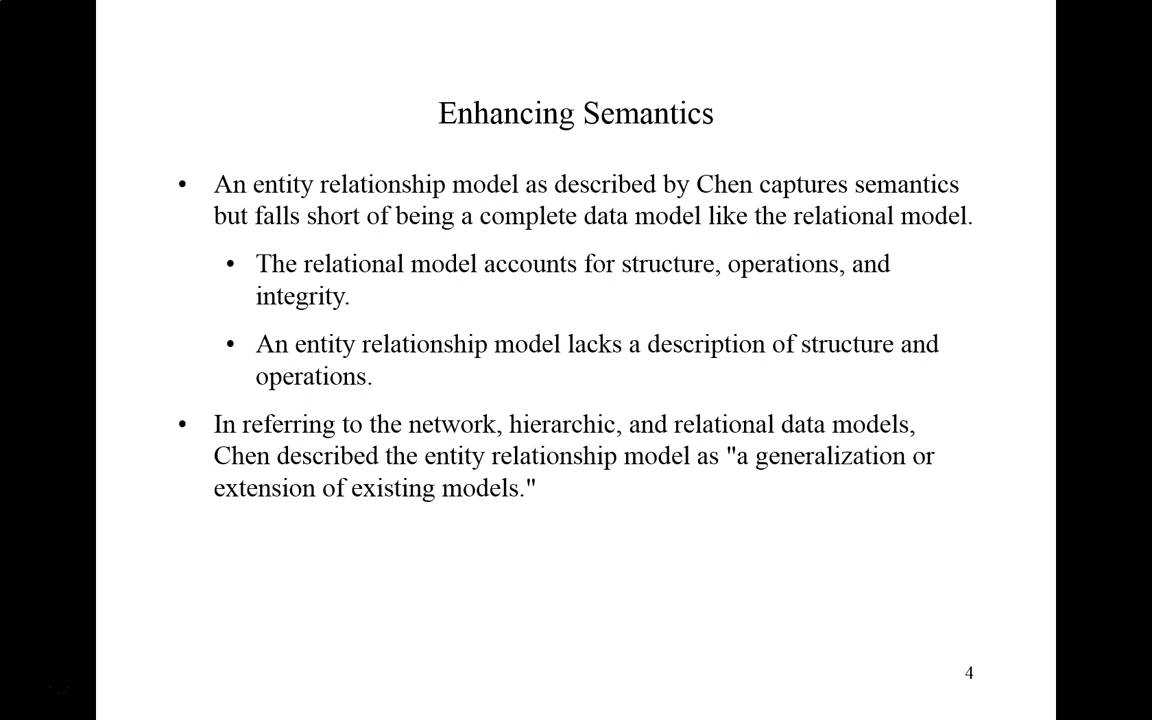 Enhancing Semantics
• An entity relationship model as described by Chen captures semantics
but falls short of being a complete data model like the relational model.
• The relational model accounts for structure, operations, and
integrity.
• An entity relationship model lacks a description of structure and
operations.
• In referring to the network, hierarchic, and relational data models,
Chen described the entity relationship model as "a generalization or
extension of existing models."
4